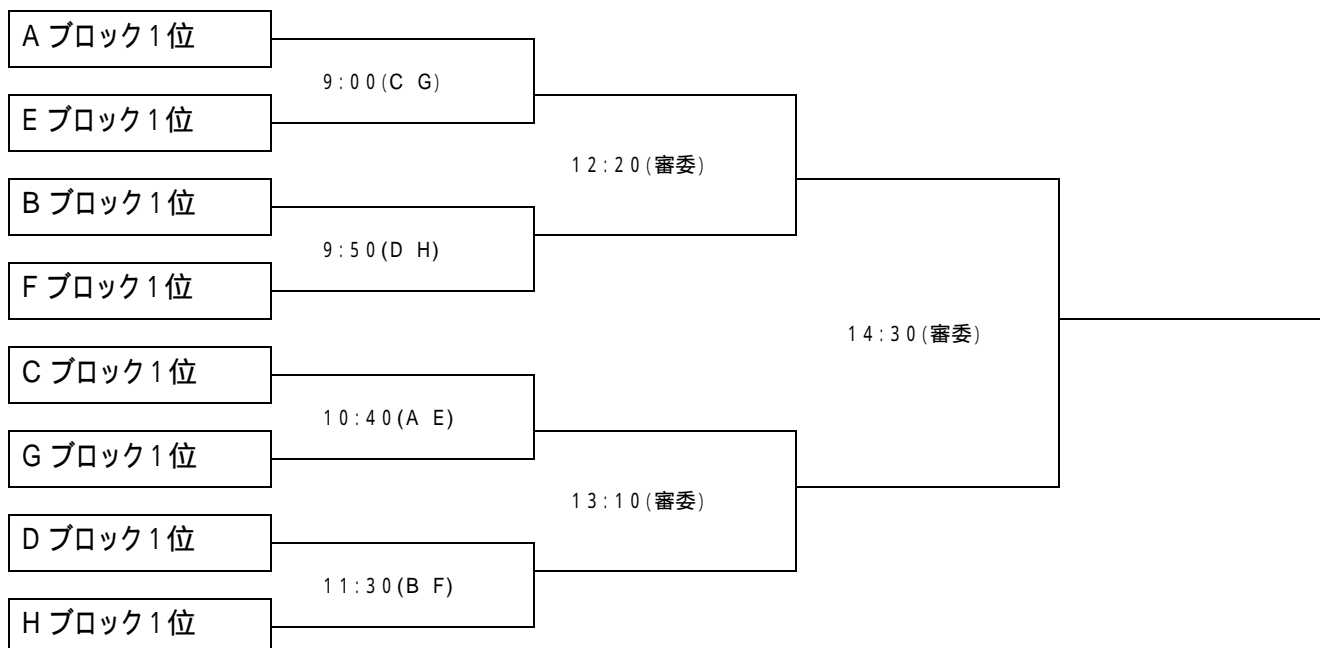 A ブロック1位
9:00(C G)
E ブロック1位
12:20(審委)
B ブロック1位
9:50(D H)
F ブロック1位
14:30(審委)
C ブロック1位
10:40(A E)
G ブロック1位
13:10(審委)
D ブロック1位
11:30(B F)
H ブロック1位